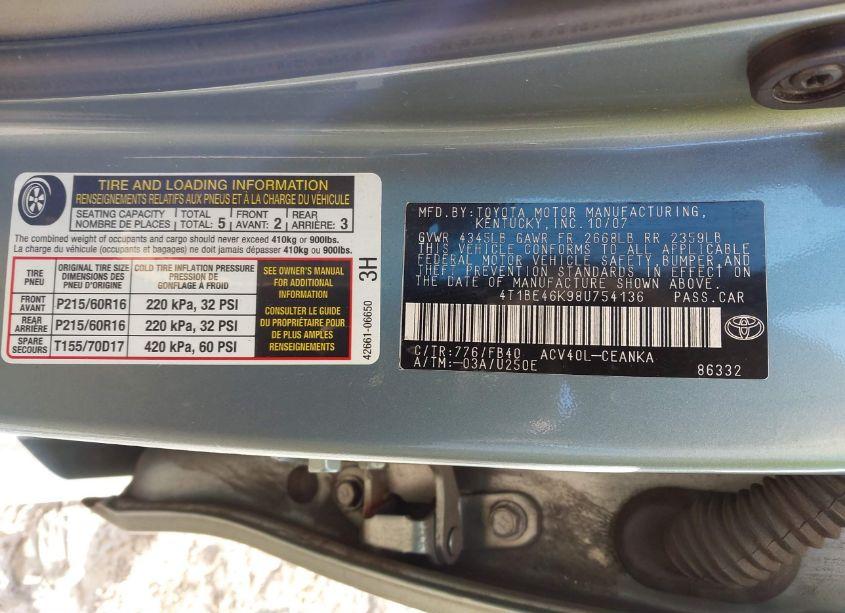 TIRE AND LOADING INFORMATION
RENSEIGNEMENTS RELATIFS AUX PNEUS ET À LA CHARGE DU VÉHICULE
SEATING CAPACITY TOTAL FRONT REAR
NOMBRE DE PLACES TOTAL: 5 AVANT: 2 ARRIÈRE: 3
The combined weight of occupants and cargo should never exceed 410kg or 900lbs.
La charge du véhicule (occupants et bagages) ne doit jamais dépasser 410kg ou 900lbs.
TIRE PNEU
ORIGINAL TIRE SIZE
DIMENSIONS DES
PNEU D'ORIGINE
COLD TIRE INFLATION PRESSURE
PRESSION DE
GONFLAGE À FROID
FRONT AVANT P215/60R16 220 kPa, 32 PSI
REAR ARRIÈRE P215/60R16 220 kPa, 32 PSI
SPARE SECOURS T155/70D17 420 kPa, 60 PSI
SEE OWNER'S MANUAL
FOR ADDITIONAL
INFORMATION
CONSULTER LE GUIDE
DU PROPRIÉTAIRE POUR
DE PLUS AMPLES
RENSEIGNEMENTS
42661-06650 3H
MFD.BY:TOYOTA MOTOR MANUFACTURING,
KENTUCKY, INC. 10/07
GVWR 4345LB GAWR FR 2668LB RR 2359LB
THIS VEHICLE CONFORMS TO ALL APPLICABLE
FEDERAL MOTOR VEHICLE SAFETY, BUMPER AND
THEFT PREVENTION STANDARDS IN EFFECT ON
THE DATE OF MANUFACTURE SHOWN ABOVE.
4T1BE46K98U754136 PASS.CAR
C/TR:776/FB40 ACV40L-CEANKA
A/TM:-03A/U250E
86332
TOYOTA